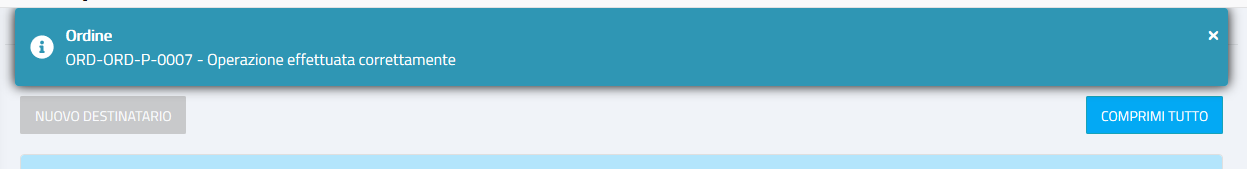 Ordine
ORD-ORD-P-0007 - Operazione effettuata correttamente
NUOVO DESTINATARIO
COMPRIMI TUTTO